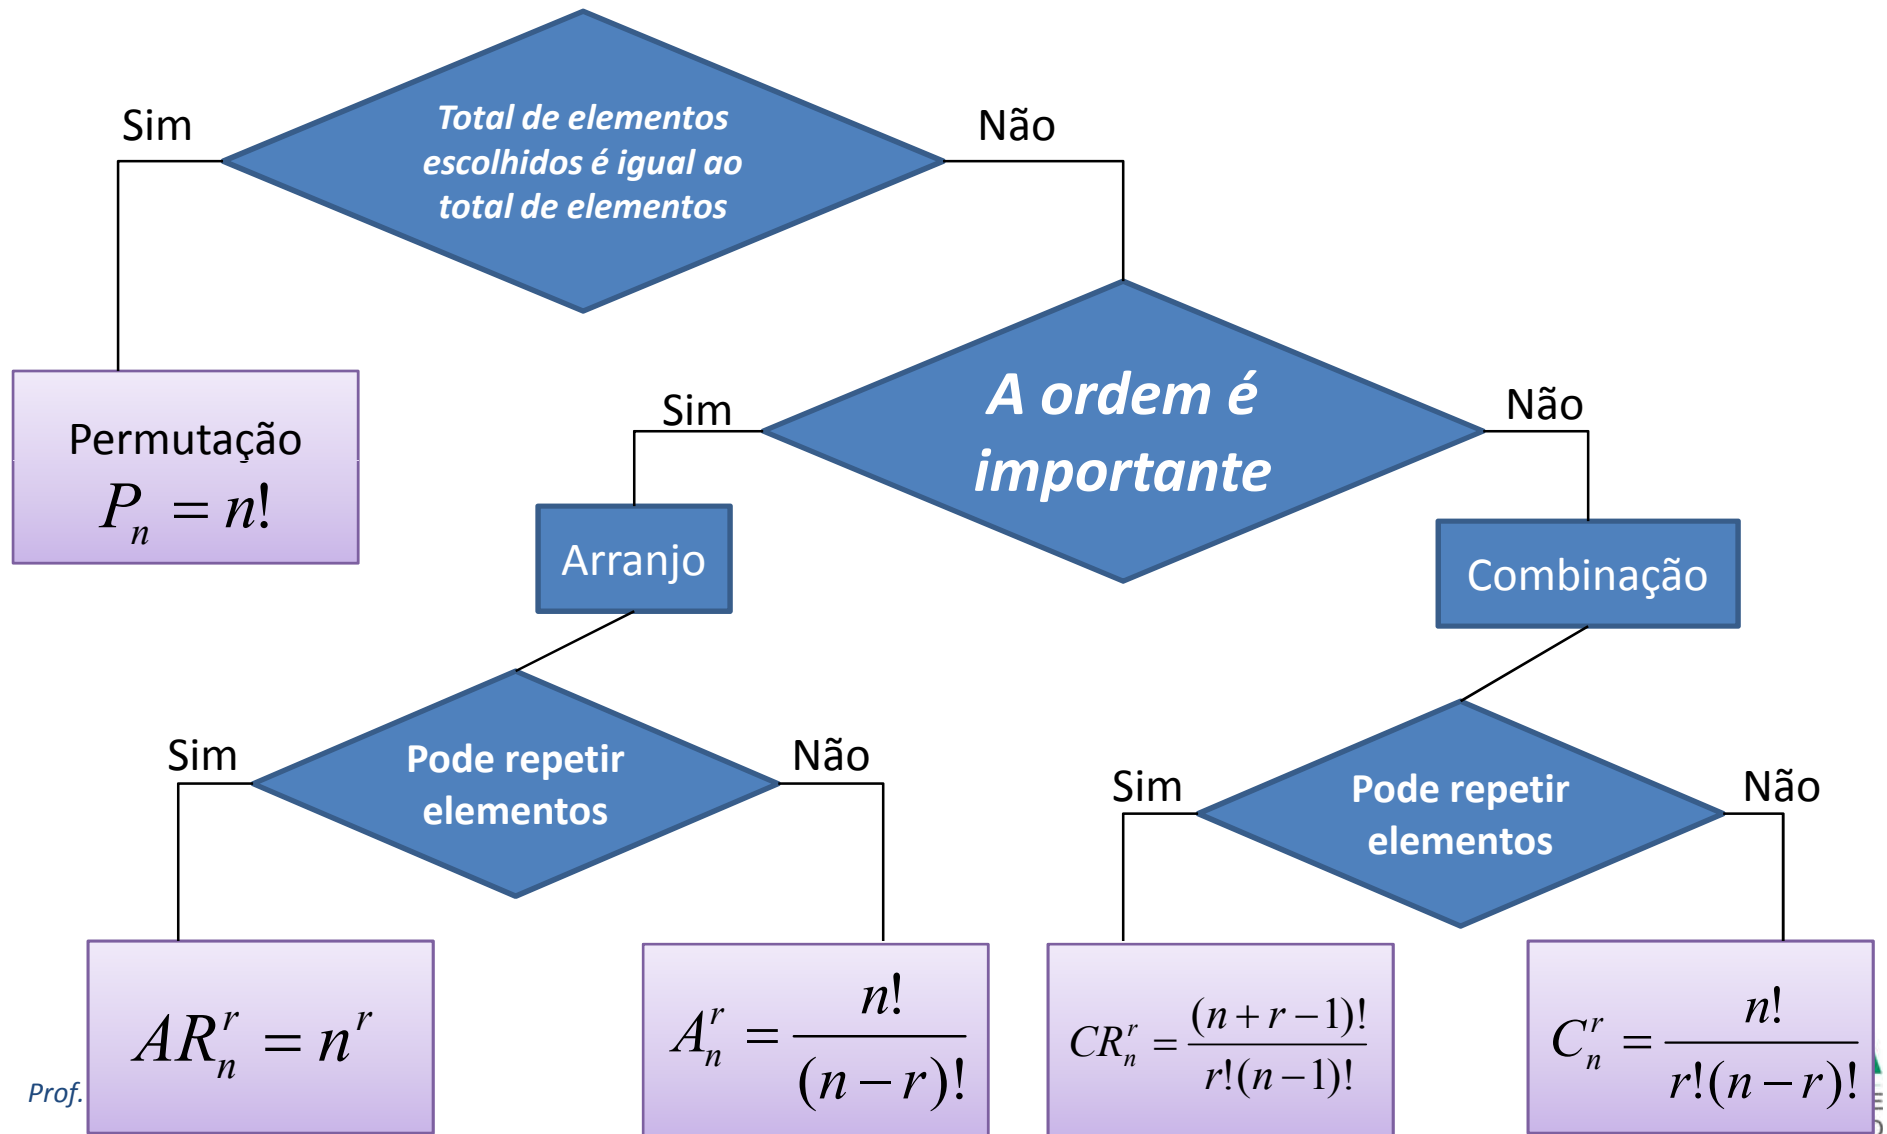 Total de elementos
escolhidos é igual ao
total de elementos
Sim
Não
Permutação
P_n = n!
A ordem é
importante
Sim
Não
Arranjo
Combinação
Pode repetir
elementos
Sim
Não
Pode repetir
elementos
Sim
Não
AR_n^r = n^r
A_n^r = n!/(n−r)!
CR_n^r = (n+r−1)!/r!(n−1)!
C_n^r = n!/r!(n−r)!
Prof.